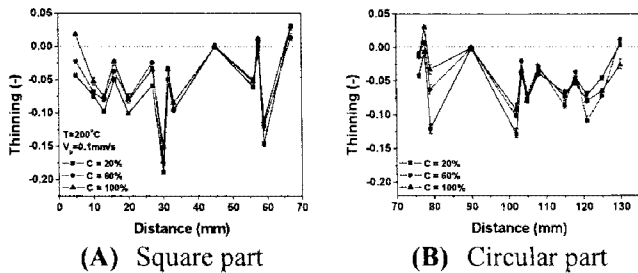 0.05
0.00
-0.05
-0.10
-0.15
-0.20
Thinning (-)
T=200°C
Vp=0.1mm/s
C = 20%
C = 60%
C = 100%
0 10 20 30 40 50 60 70
Distance (mm)
(A) Square part
0.05
0.00
-0.05
-0.10
-0.15
-0.20
Thinning (-)
C = 20%
C = 60%
C = 100%
70 80 90 100 110 120 130
Distance (mm)
(B) Circular part